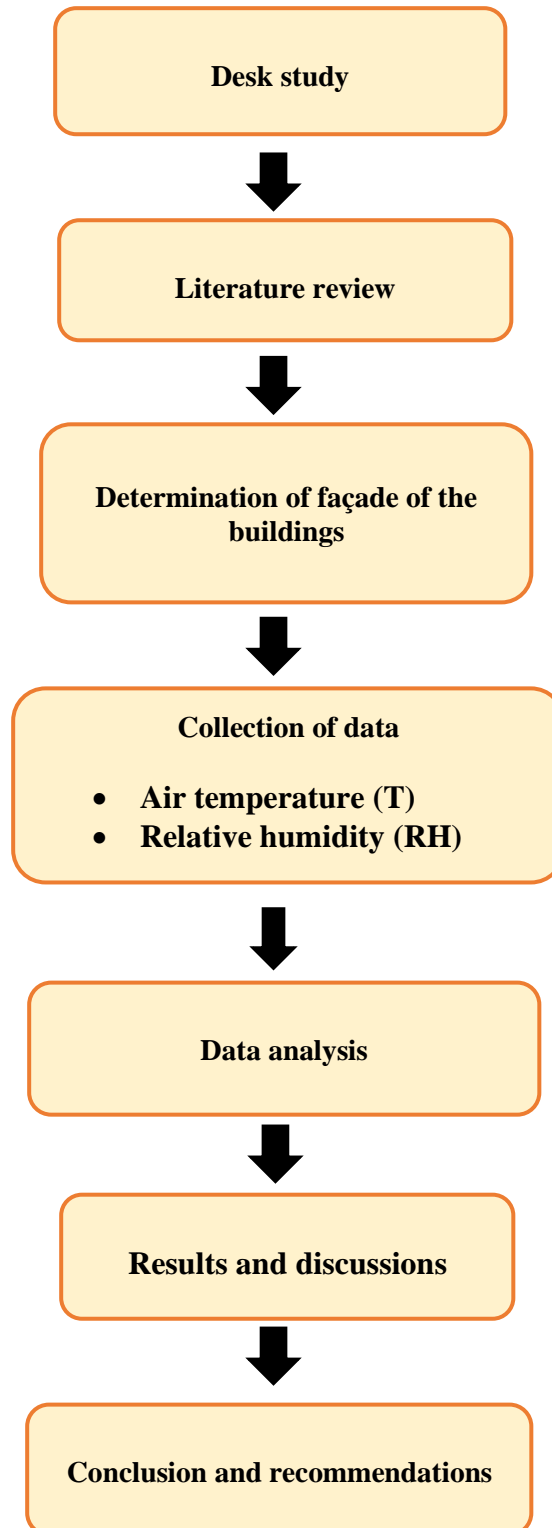 Desk study
Literature review
Determination of façade of the
buildings
Collection of data
• Air temperature (T)
• Relative humidity (RH)
Data analysis
Results and discussions
Conclusion and recommendations